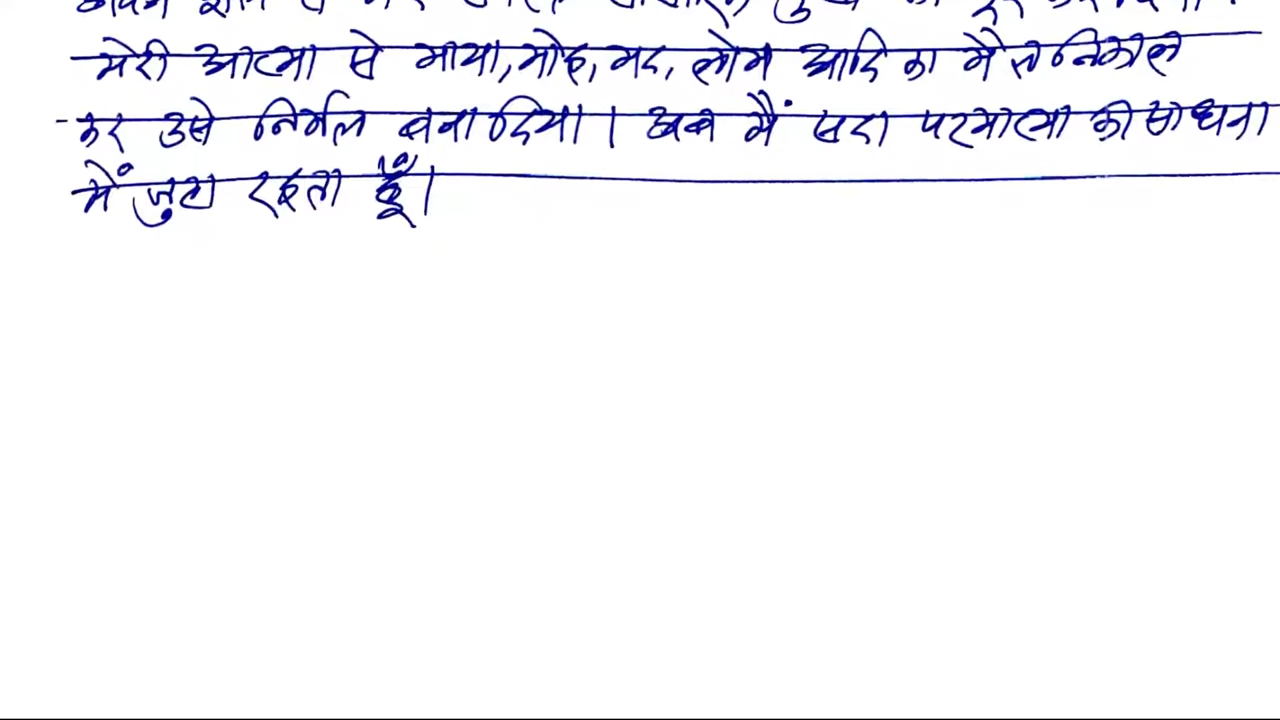 मेरी आत्मा से माया, मोह, मद, लोभ आदि का मैल निकाल
कर उसे निर्मल बना दिया। अब मैं सदा परमात्मा की साधना
में जुटा रहता हूँ।